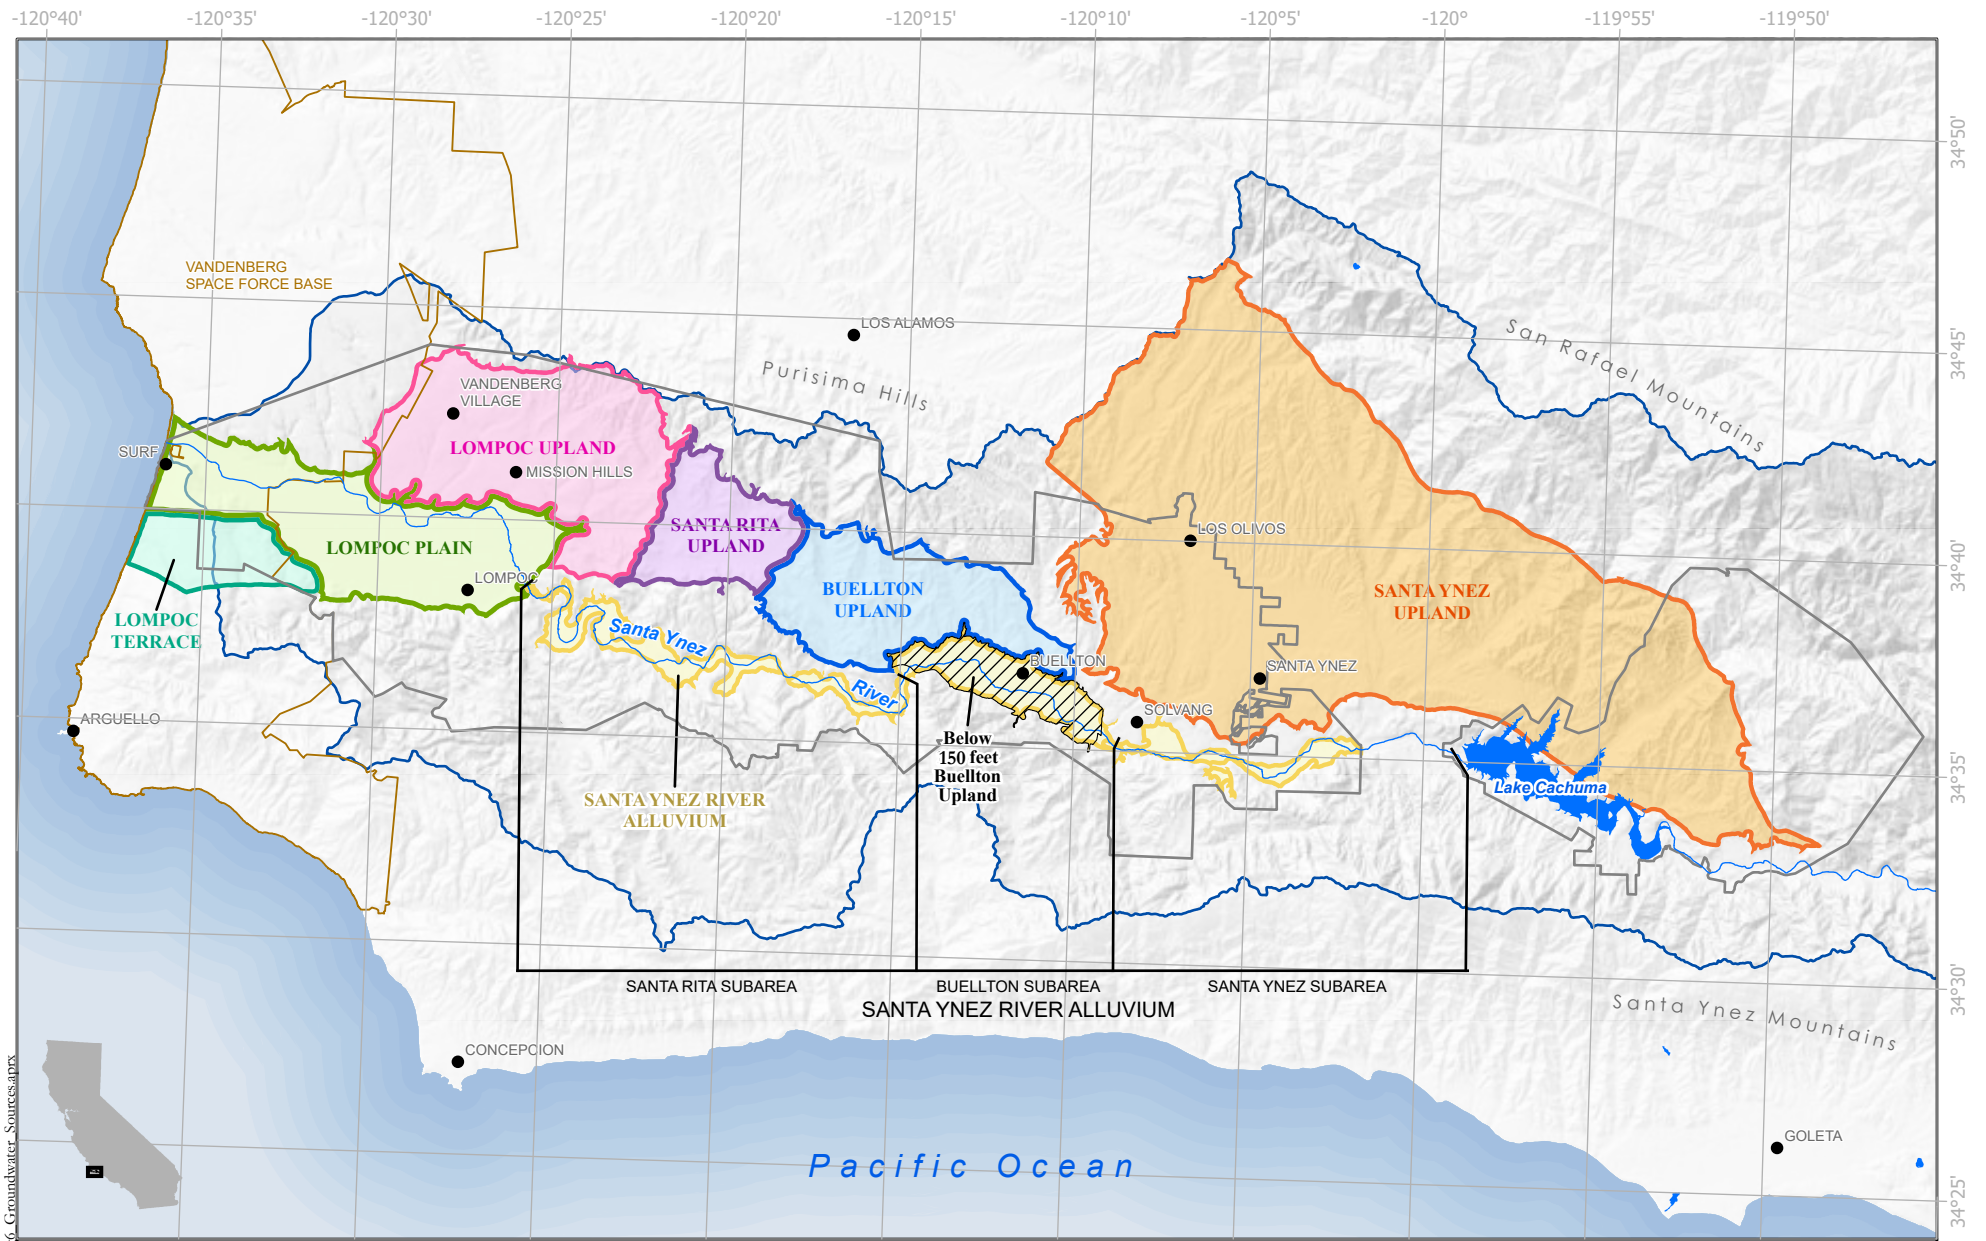 -120°40' -120°35' -120°30' -120°25' -120°20' -120°15' -120°10' -120°5' -120° -119°55' -119°50'
34°50'
VANDENBERG
SPACE FORCE BASE
LOS ALAMOS
San Rafael Mountains
34°45'
Purisima Hills
VANDENBERG
VILLAGE
LOMPOC UPLAND
SURF
MISSION HILLS
SANTA RITA
UPLAND
LOS OLIVOS
LOMPOC PLAIN
34°40'
LOMPOC
BUELLTON
UPLAND
SANTA YNEZ
UPLAND
LOMPOC
TERRACE
Santa Ynez
River
BUELLTON
SANTA YNEZ
ARGUELLO
SOLVANG
Below
150 feet
Buellton
Upland
34°35'
Lake Cachuma
SANTA YNEZ RIVER
ALLUVIUM
SANTA RITA SUBAREA
BUELLTON SUBAREA
SANTA YNEZ SUBAREA
SANTA YNEZ RIVER ALLUVIUM
34°30'
Santa Ynez Mountains
CONCEPCION
GOLETA
Pacific Ocean
34°25'
Groundwater_Sources.aprx